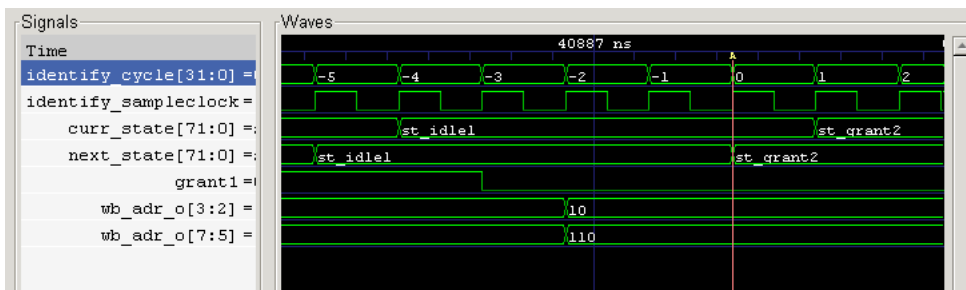 Signals
Waves
Time
40887 ns
A
identify_cycle[31:0] =
-5 -4 -3 -2 -1 0 1 2
identify_sampleclock =
curr_state[71:0] =
st_idle1 st_grant2
next_state[71:0] =
st_idle1 st_grant2
grant1 =
wb_adr_o[3:2] =
10
wb_adr_o[7:5] =
110